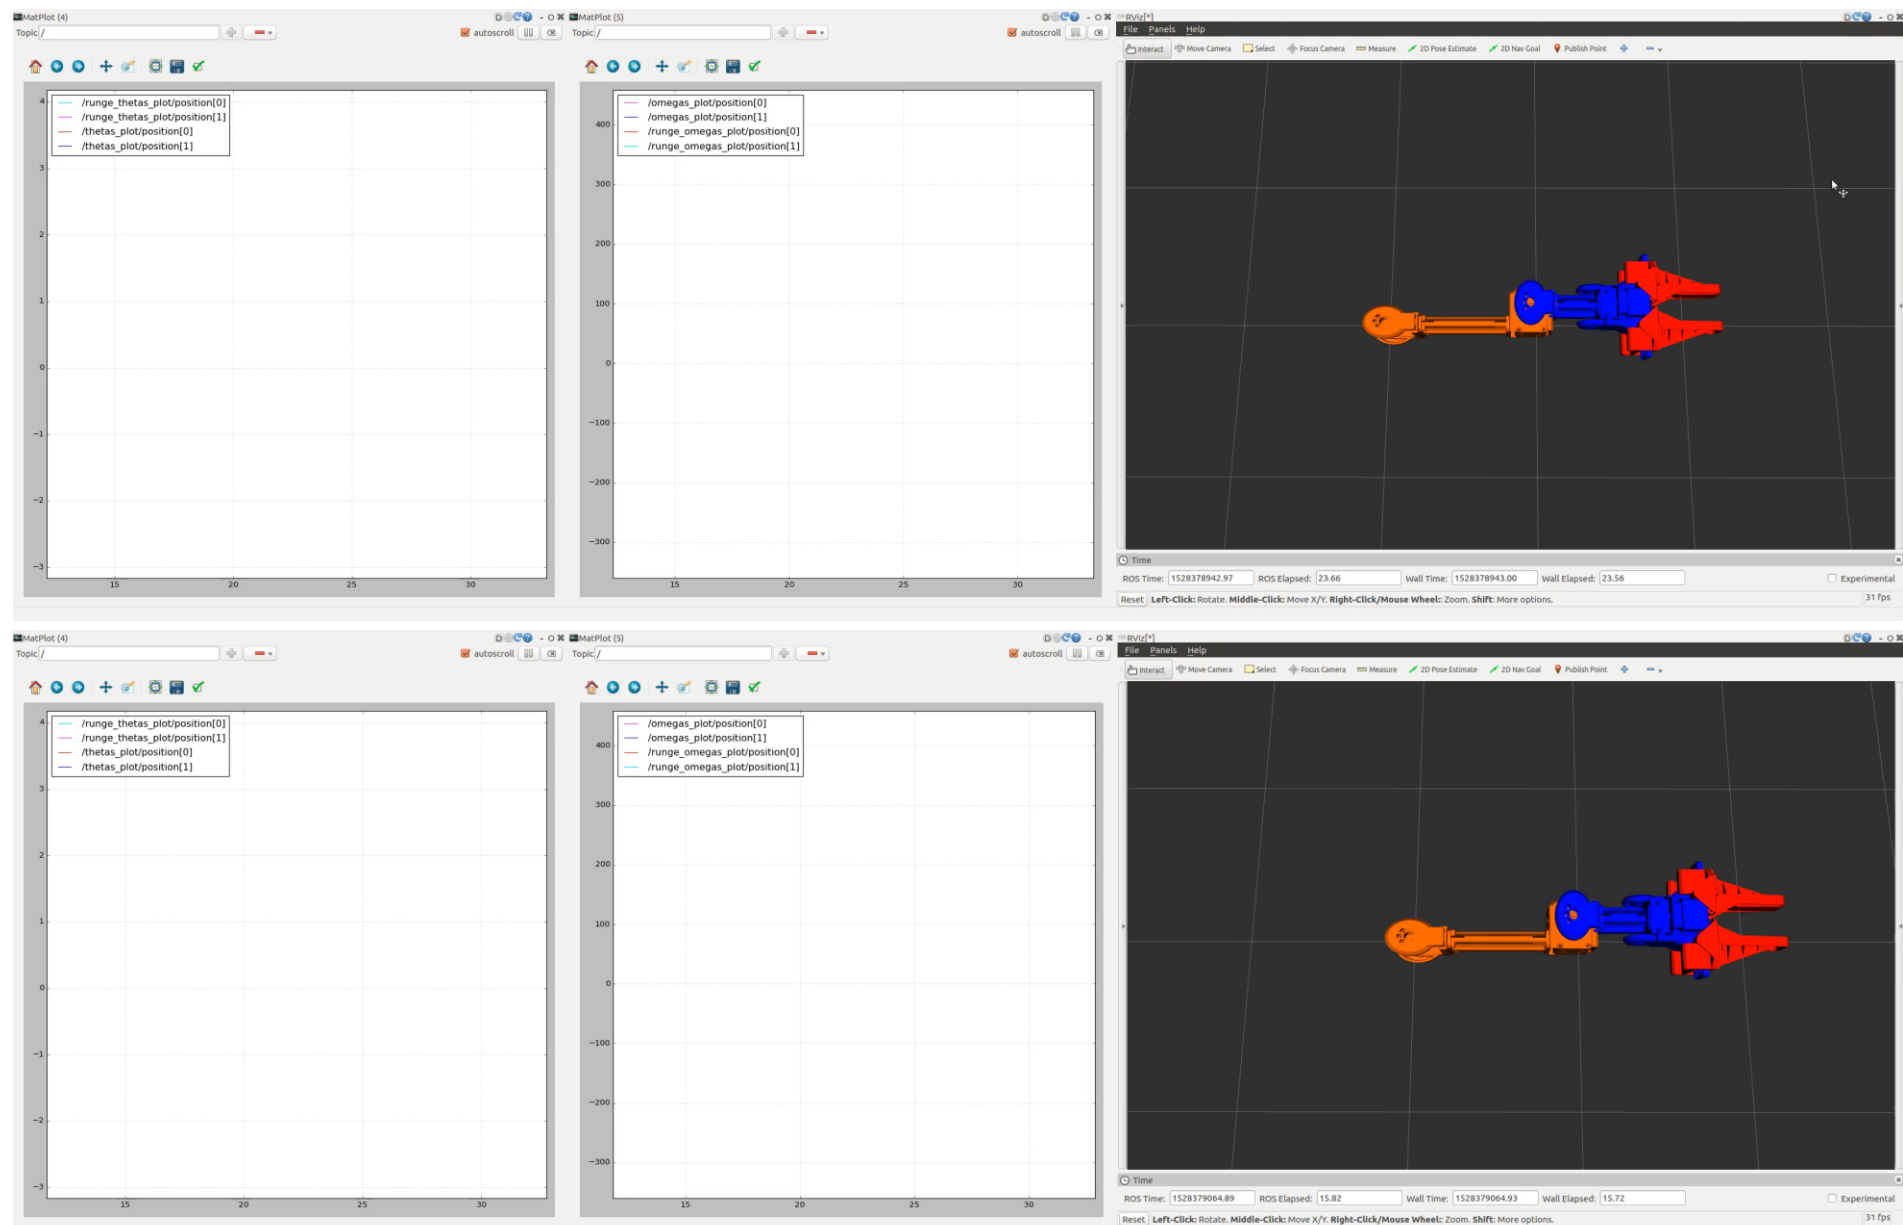 MatPlot (4)
Topic /
autoscroll
/runge_thetas_plot/position[0]
/runge_thetas_plot/position[1]
/thetas_plot/position[0]
/thetas_plot/position[1]
4
3
2
1
0
−1
−2
−3
15 20 25 30
MatPlot (5)
Topic /
autoscroll
/omegas_plot/position[0]
/omegas_plot/position[1]
/runge_omegas_plot/position[0]
/runge_omegas_plot/position[1]
400
300
200
100
0
−100
−200
−300
15 20 25 30
RViz[*]
File Panels Help
Interact Move Camera Select Focus Camera Measure 2D Pose Estimate 2D Nav Goal Publish Point
Time
ROS Time: 1528378942.97 ROS Elapsed: 23.66 Wall Time: 1528378943.00 Wall Elapsed: 23.56 Experimental
Reset Left-Click: Rotate. Middle-Click: Move X/Y. Right-Click/Mouse Wheel:: Zoom. Shift: More options. 31 fps
MatPlot (4)
Topic /
autoscroll
/runge_thetas_plot/position[0]
/runge_thetas_plot/position[1]
/thetas_plot/position[0]
/thetas_plot/position[1]
4
3
2
1
0
−1
−2
−3
15 20 25 30
MatPlot (5)
Topic /
autoscroll
/omegas_plot/position[0]
/omegas_plot/position[1]
/runge_omegas_plot/position[0]
/runge_omegas_plot/position[1]
400
300
200
100
0
−100
−200
−300
15 20 25 30
RViz[*]
File Panels Help
Interact Move Camera Select Focus Camera Measure 2D Pose Estimate 2D Nav Goal Publish Point
Time
ROS Time: 1528379064.89 ROS Elapsed: 15.82 Wall Time: 1528379064.93 Wall Elapsed: 15.72 Experimental
Reset Left-Click: Rotate. Middle-Click: Move X/Y. Right-Click/Mouse Wheel:: Zoom. Shift: More options. 31 fps